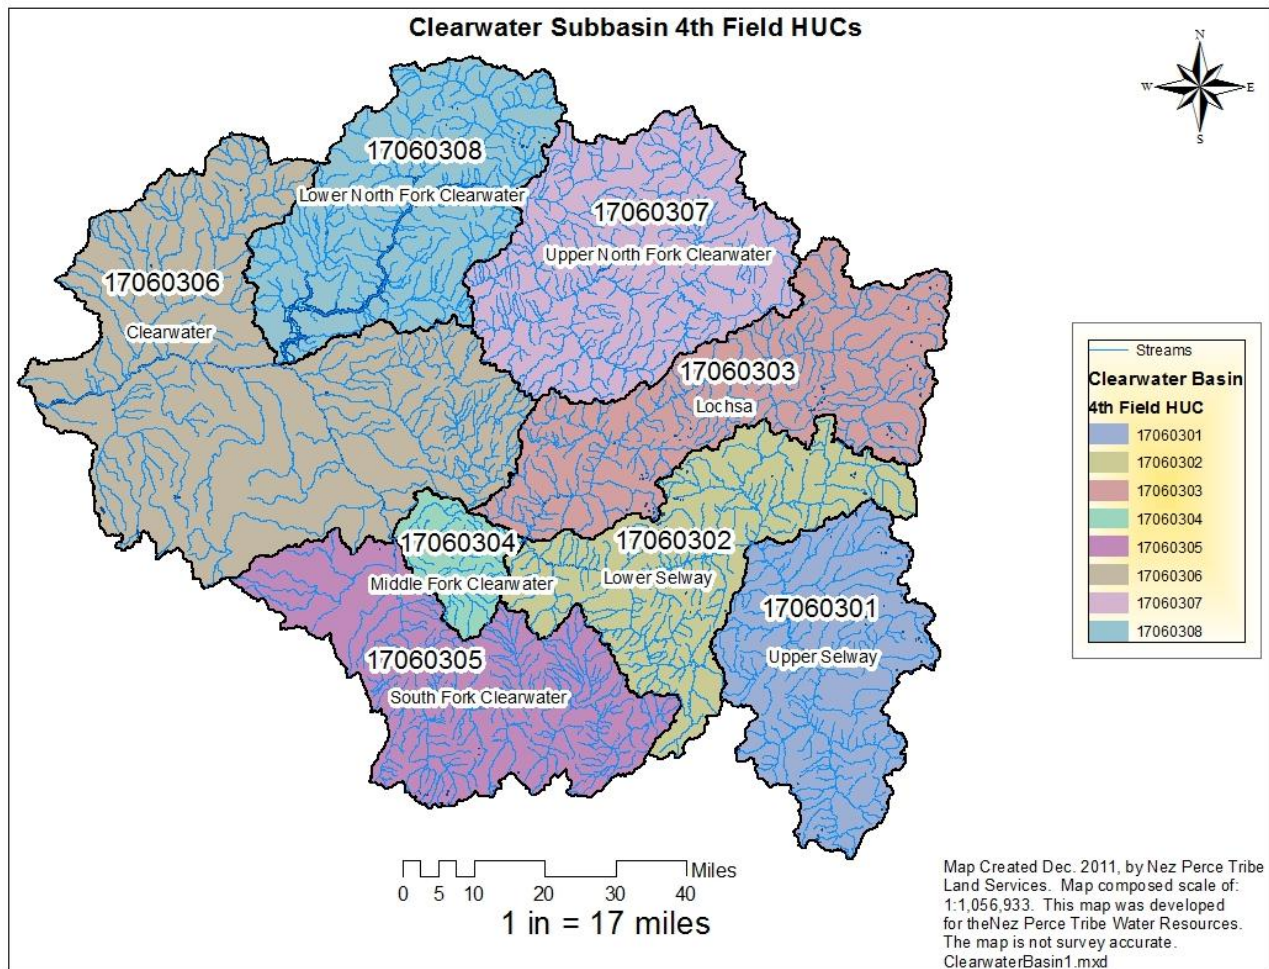 Clearwater Subbasin 4th Field HUCs
N
W
E
S
17060308
Lower North Fork Clearwater
17060307
Upper North Fork Clearwater
17060306
Clearwater
17060303
Lochsa
17060304
Middle Fork Clearwater
17060302
Lower Selway
17060301
Upper Selway
17060305
South Fork Clearwater
Streams
Clearwater Basin
4th Field HUC
17060301
17060302
17060303
17060304
17060305
17060306
17060307
17060308
Miles
0 5 10 20 30 40
1 in = 17 miles
Map Created Dec. 2011, by Nez Perce Tribe
Land Services. Map composed scale of:
1:1,056,933. This map was developed
for theNez Perce Tribe Water Resources.
The map is not survey accurate.
ClearwaterBasin1.mxd